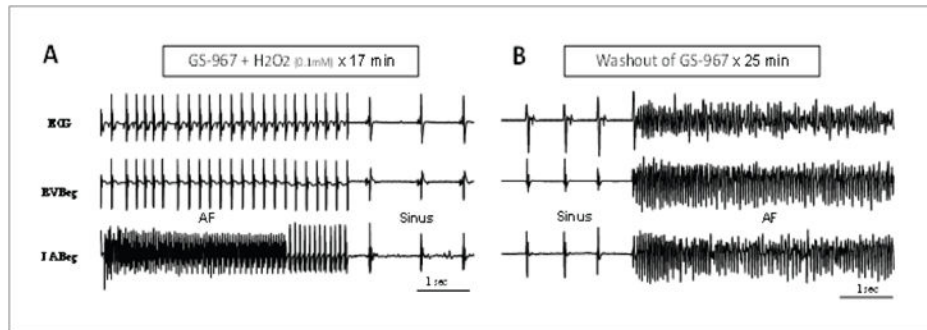 A
GS-967 + H2O2 (0.1mM) x 17 min
B
Washout of GS-967 x 25 min
ECG
RVBeg
AF
Sinus
Sinus
AF
LABeg
1 sec
1 sec